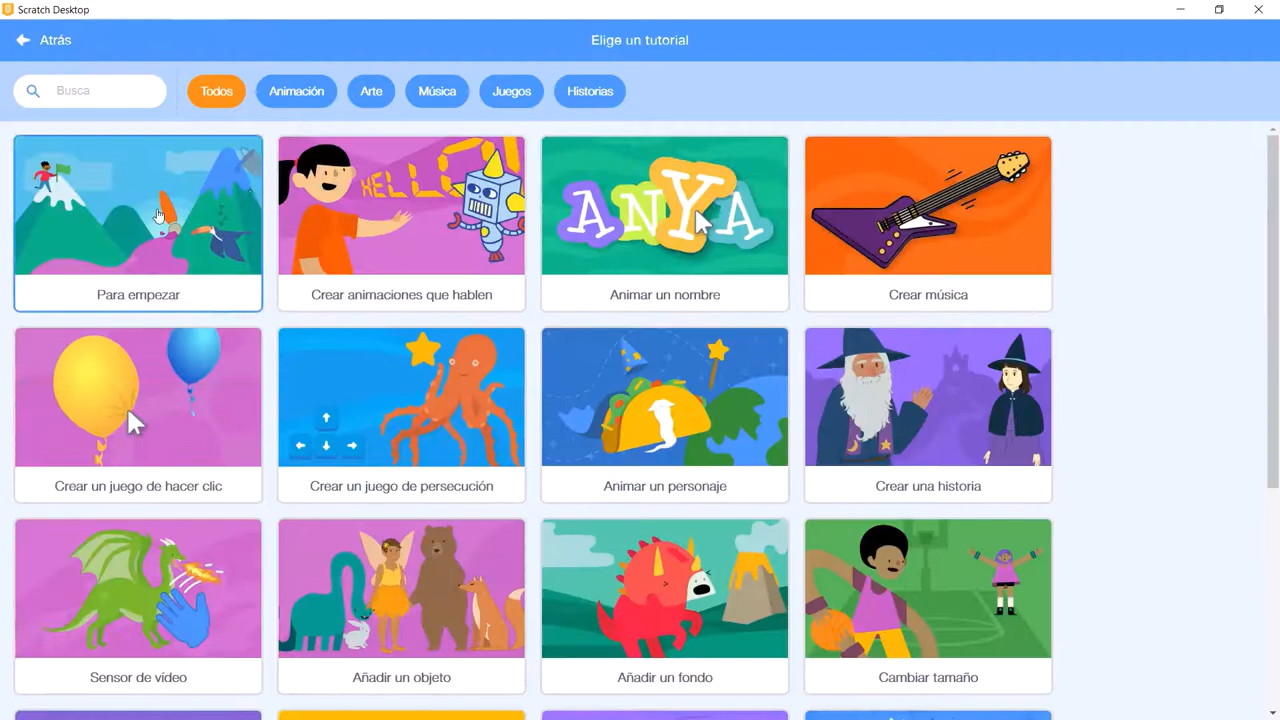 Scratch Desktop
Atrás
Elige un tutorial
Busca
Todos
Animación
Arte
Música
Juegos
Historias
HELLO!
ANYA
Para empezar
Crear animaciones que hablen
Animar un nombre
Crear música
Crear un juego de hacer clic
Crear un juego de persecución
Animar un personaje
Crear una historia
Sensor de vídeo
Añadir un objeto
Añadir un fondo
Cambiar tamaño